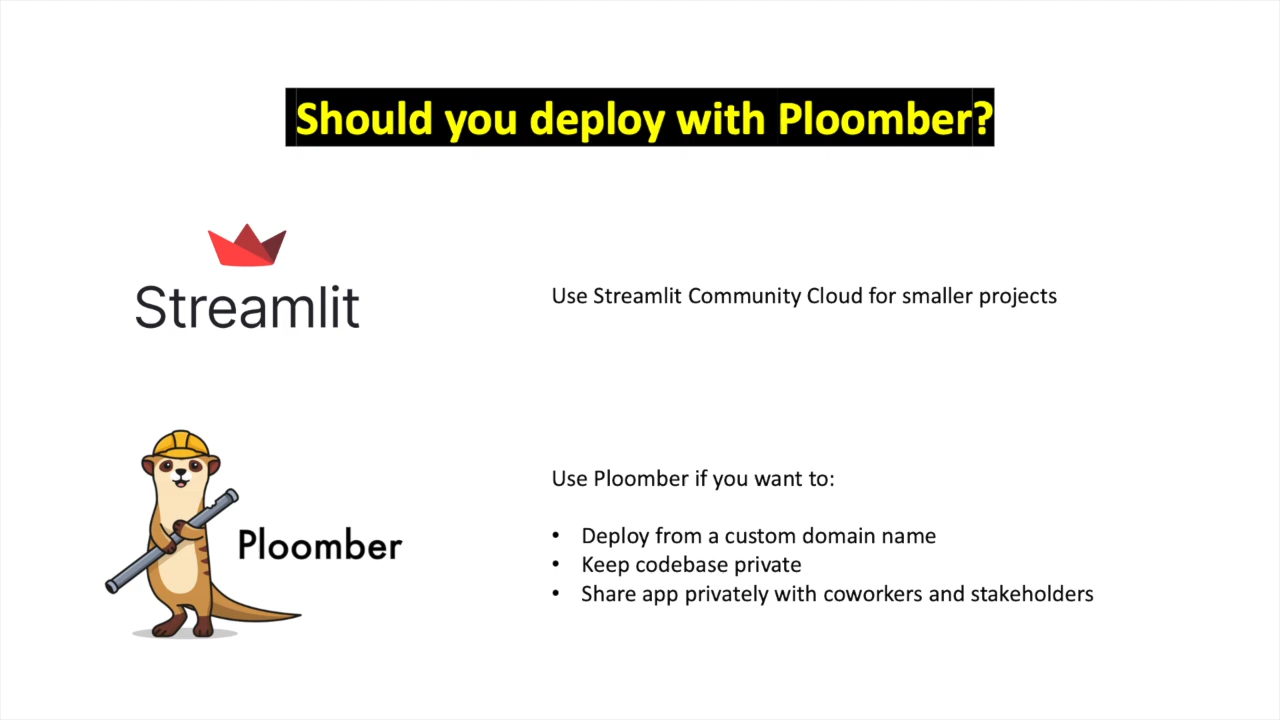 Should you deploy with Ploomber?
Streamlit
Use Streamlit Community Cloud for smaller projects
Ploomber
Use Ploomber if you want to:
• Deploy from a custom domain name
• Keep codebase private
• Share app privately with coworkers and stakeholders